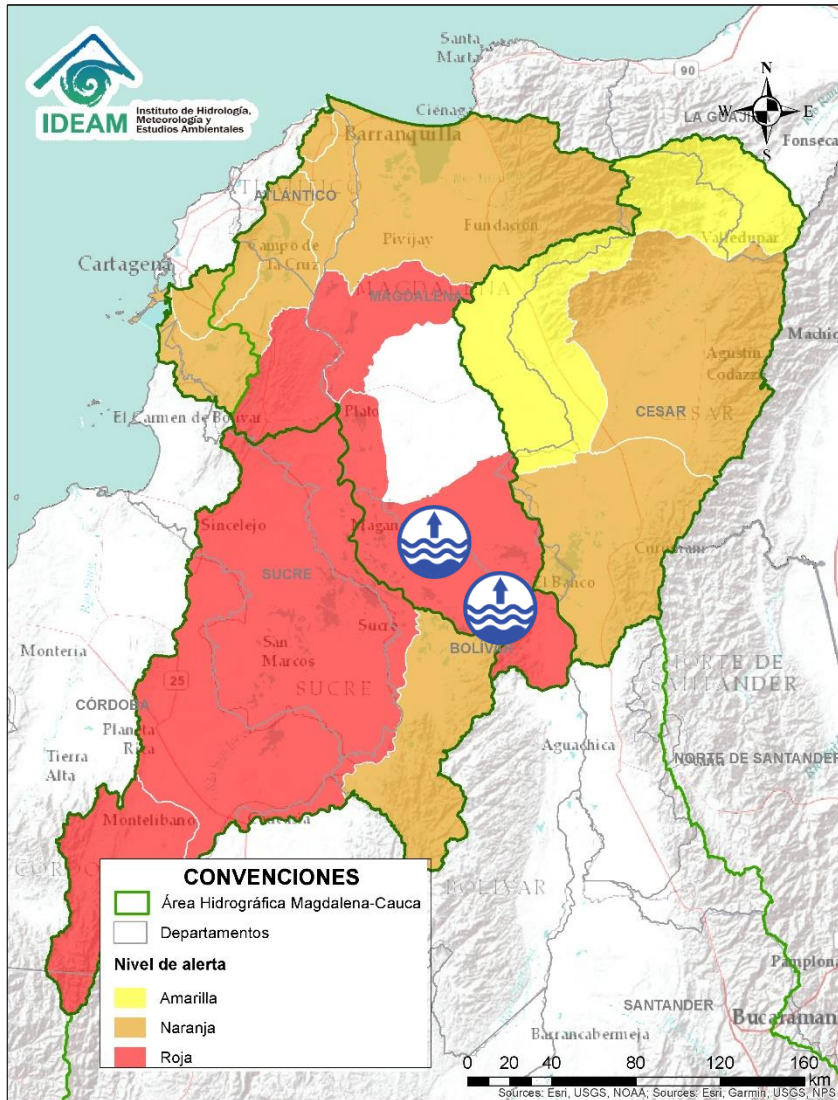 IDEAM
Instituto de Hidrología,
Meteorología y
Estudios Ambientales
Santa
Marta
90
N
W
E
S
LA GUAJI
Fonseca
Ciénaga
Barranquilla
ATLÁNTICO
Campo de
la Cruz
Pivijay
Fundación
Valledupar
Cartagena
MAGDALENA
Agustín
Codazzi
El Carmen de Bolívar
Plato
CESAR
Sincelejo
SUCRE
El Banco
Montería
San
Marcos
Sucre
BOLÍVAR
SUCRE
NORTE DE
SANTANDER
25
CÓRDOBA
Planeta
Rica
Tierra
Alta
Aguachica
NORTE DE SANTANDER
Montelíbano
BOLÍVAR
CONVENCIONES
Área Hidrográfica Magdalena-Cauca
Departamentos
Nivel de alerta
Amarilla
Naranja
Roja
Pamplona
SANTANDER
Bucaraman
Barrancabermeja
0 20 40 80 120 160
km
Sources: Esri, USGS, NOAA; Sources: Esri, Garmin, USGS, NPS